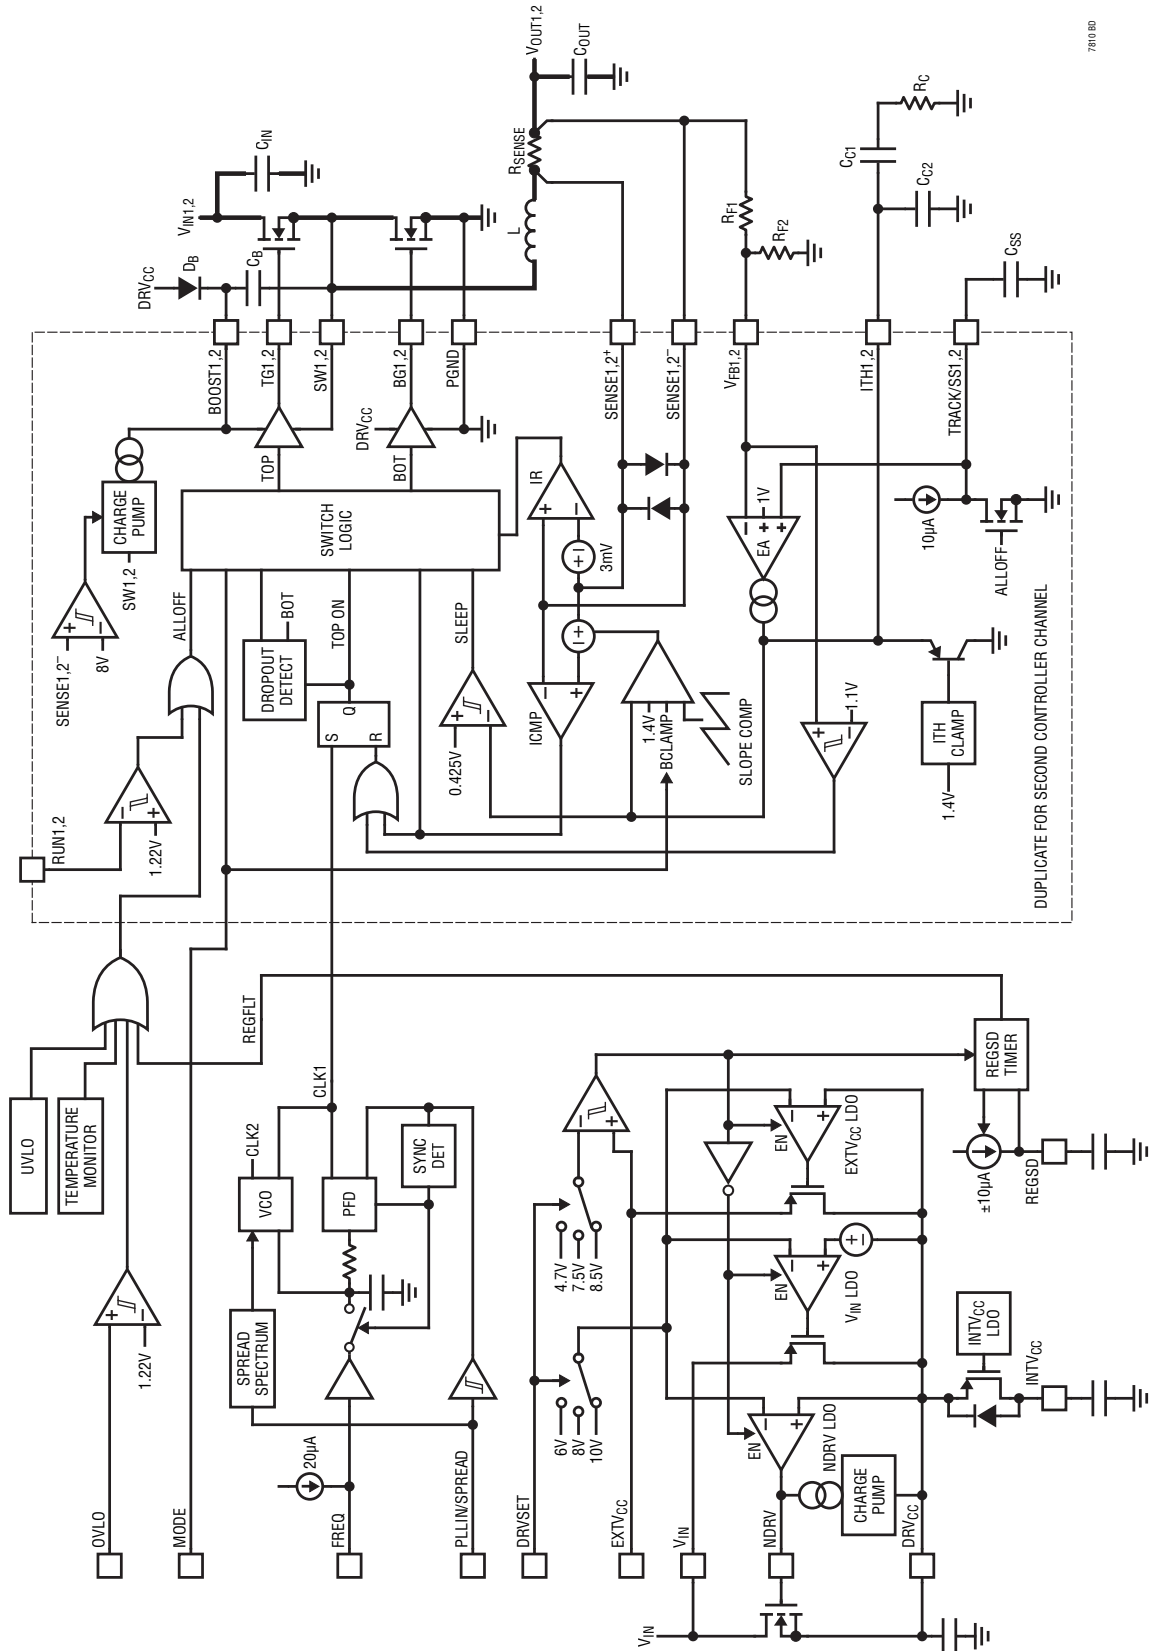 OVLO
MODE
FREQ
PLLIN/SPREAD
DRVSET
EXTVCC
VIN
NDRV
DRVCC
VIN
1.22V
20µA
SPREAD
SPECTRUM
UVLO
TEMPERATURE
MONITOR
VCO
CLK2
CLK1
PFD
SYNC
DET
REGFLT
6V
8V
10V
4.7V
7.5V
8.5V
EN
NDRV LDO
CHARGE
PUMP
EN
VIN LDO
EN
EXTVCC LDO
INTVCC
LDO
INTVCC
REGSD
TIMER
±10µA
REGSD
RUN1,2
1.22V
ALLOFF
SENSE1,2–
8V
SW1,2
CHARGE
PUMP
DROPOUT
DETECT
BOT
TOP ON
S
Q
R
SWITCH
LOGIC
SLEEP
0.425V
TOP
BOT
DRVCC
IR
3mV
ICMP
1.4V
BCLAMP
SLOPE COMP
EA
1V
1.1V
10µA
ALLOFF
ITH
CLAMP
1.4V
DUPLICATE FOR SECOND CONTROLLER CHANNEL
BOOST1,2
TG1,2
SW1,2
BG1,2
PGND
SENSE1,2+
SENSE1,2–
VFB1,2
ITH1,2
TRACK/SS1,2
DRVCC
DB
CB
VIN1,2
CIN
L
RSENSE
VOUT1,2
COUT
RF1
RF2
CC1
CC2
RC
CSS
7810 BD